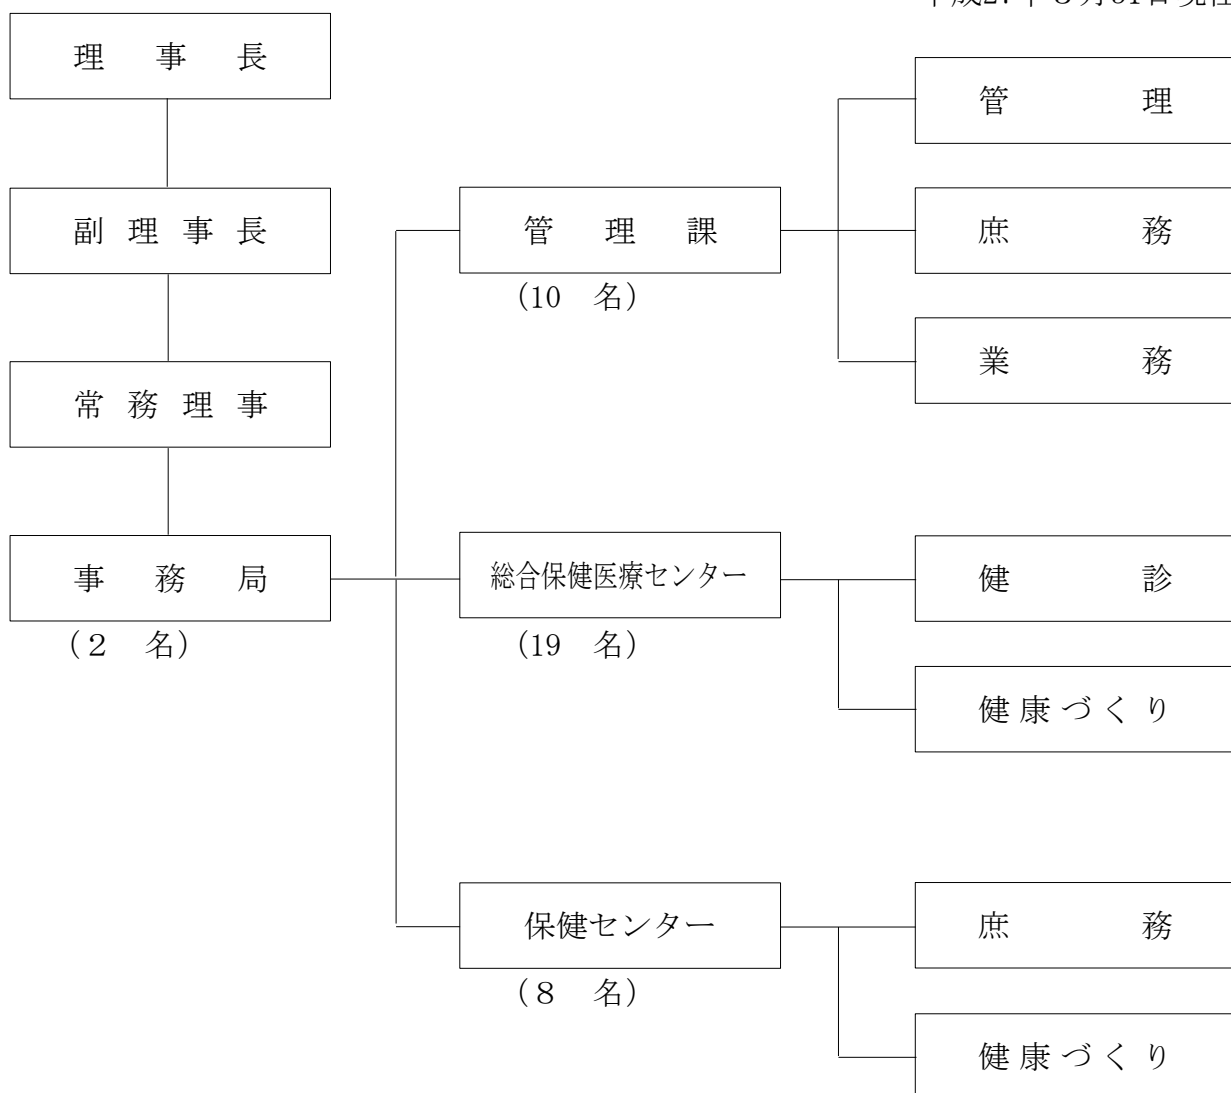 理事長
副理事長
常務理事
事務局
(２ 名)
管理課
(10 名)
総合保健医療センター
(19 名)
保健センター
(８ 名)
管理
庶務
業務
健診
健康づくり
庶務
健康づくり